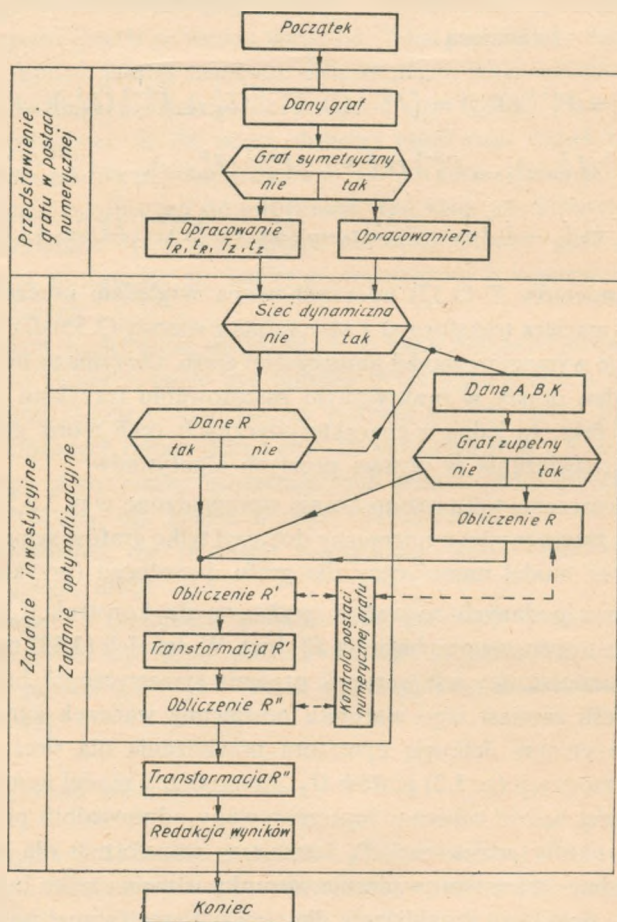 Początek
Przedstawienie
grafu w postaci
numerycznej
Dany graf
Graf symetryczny
nie tak
Opracowanie
T_R, t_R, T_Z, t_z
Opracowanie T, t
Zadanie inwestycyjne
Sieć dynamiczna
nie tak
Dane A, B, K
Zadanie optymalizacyjne
Dane R
tak nie
Graf zupełny
nie tak
Obliczenie R
Obliczenie R'
Kontrola postaci
numerycznej grafu
Transformacja R'
Obliczenie R"
Transformacja R"
Redakcja wyników
Koniec